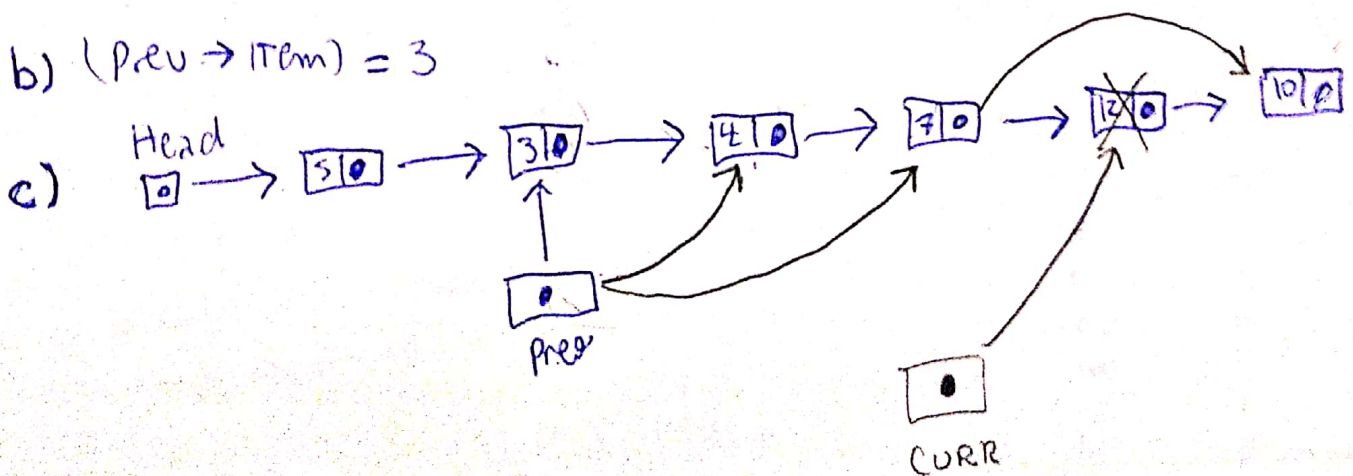 b) (Prev → Item) = 3
Head
c) 5 3 4 7 12 10
Prev
CURR